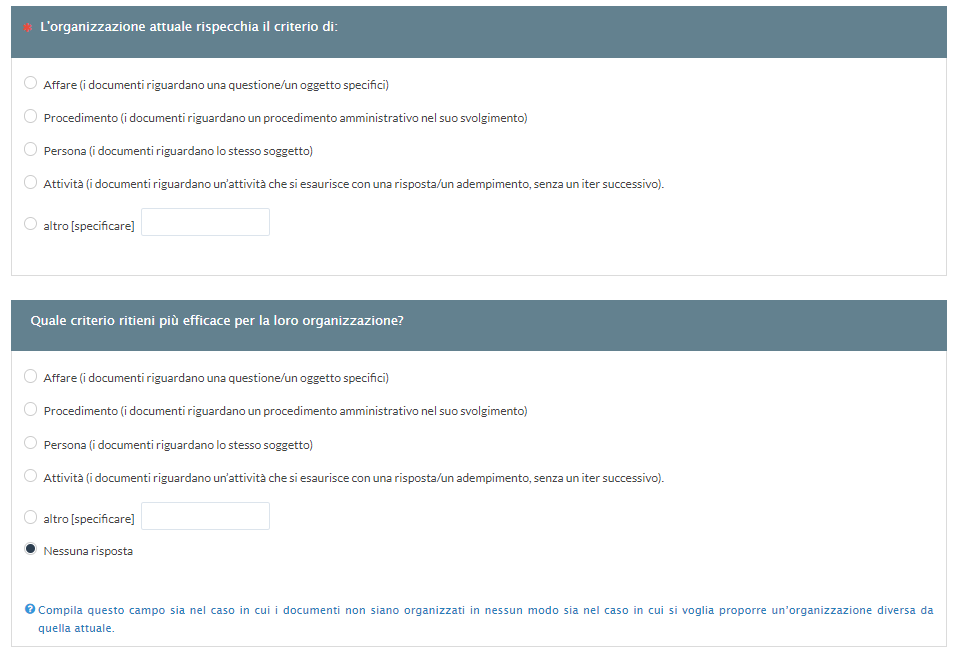 * L'organizzazione attuale rispecchia il criterio di:
Affare (i documenti riguardano una questione/un oggetto specifici)
Procedimento (i documenti riguardano un procedimento amministrativo nel suo svolgimento)
Persona (i documenti riguardano lo stesso soggetto)
Attività (i documenti riguardano un'attività che si esaurisce con una risposta/un adempimento, senza un iter successivo).
altro [specificare]
Quale criterio ritieni più efficace per la loro organizzazione?
Affare (i documenti riguardano una questione/un oggetto specifici)
Procedimento (i documenti riguardano un procedimento amministrativo nel suo svolgimento)
Persona (i documenti riguardano lo stesso soggetto)
Attività (i documenti riguardano un'attività che si esaurisce con una risposta/un adempimento, senza un iter successivo).
altro [specificare]
Nessuna risposta
? Compila questo campo sia nel caso in cui i documenti non siano organizzati in nessun modo sia nel caso in cui si voglia proporre un'organizzazione diversa da
quella attuale.